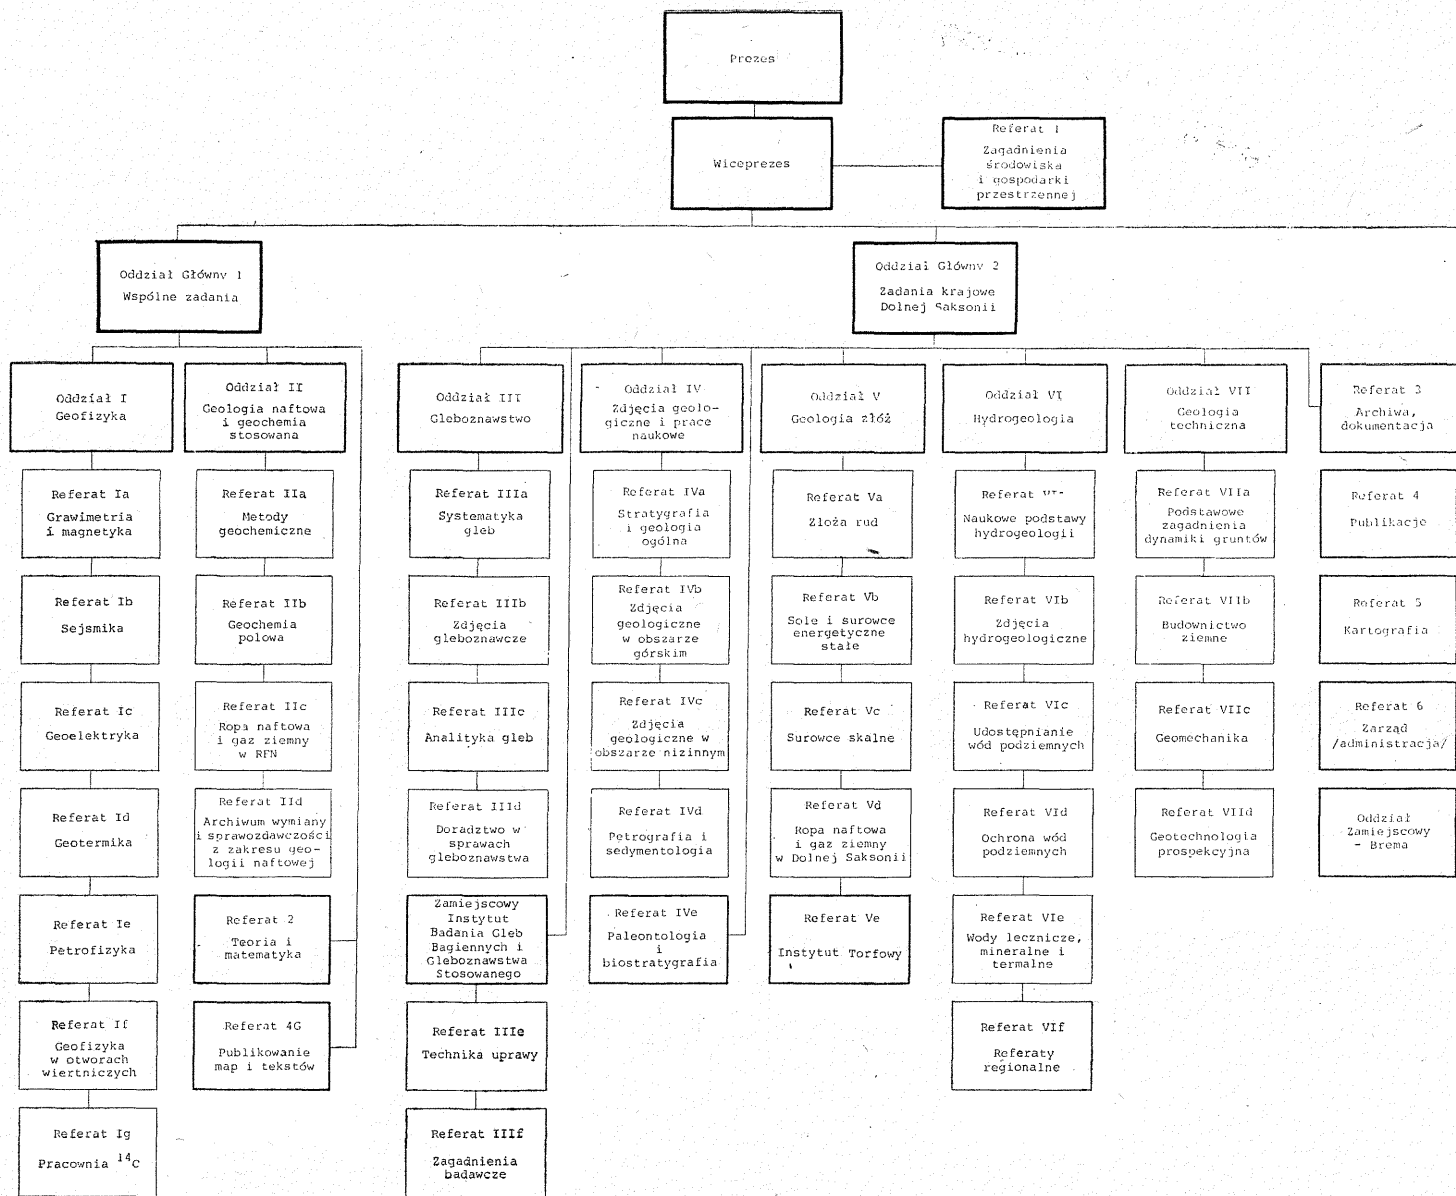 Prezes
Wiceprezes
Referat 1
Zagadnienia
środowiska
i gospodarki
przestrzennej
Oddział Główny 1
Wspólne zadania
Oddział Główny 2
Zadania krajowe
Dolnej Saksonii
Oddział I
Geofizyka
Referat Ia
Grawimetria
i magnetyka
Referat Ib
Sejsmika
Referat Ic
Geoelektryka
Referat Id
Geotermika
Referat Ie
Petrofizyka
Referat If
Geofizyka
w otworach
wiertniczych
Referat Ig
Pracownia ¹⁴C
Oddział II
Geologia naftowa
i geochemia
stosowana
Referat IIa
Metody
geochemiczne
Referat IIb
Geochemia
polowa
Referat IIc
Ropa naftowa
i gaz ziemny
w RFN
Referat IId
Archiwum wymiany
i sprawozdawczości
z zakresu geo-
logii naftowej
Referat 2
Teoria i
matematyka
Referat 4G
Publikowanie
map i tekstów
Oddział III
Gleboznawstwo
Referat IIIa
Systematyka
gleb
Referat IIIb
Zdjęcia
gleboznawcze
Referat IIIc
Analityka gleb
Referat IIId
Doradztwo w
sprawach
gleboznawstwa
Zamiejscowy
Instytut
Badania Gleb
Bagiennych i
Gleboznawstwa
Stosowanego
Referat IIIe
Technika uprawy
Referat IIIf
Zagadnienia
badawcze
Oddział IV
Zdjęcia geolo-
giczne i prace
naukowe
Referat IVa
Stratygrafia
i geologia
ogólna
Referat IVb
Zdjęcia
geologiczne
w obszarze
górskim
Referat IVc
Zdjęcia
geologiczne w
obszarze nizinnym
Referat IVd
Petrografia i
sedymentologia
Referat IVe
Paleontologia
i
biostratygrafia
Oddział V
Geologia złóż
Referat Va
Złoża rud
Referat Vb
Sole i surowce
energetyczne
stałe
Referat Vc
Surowce skalne
Referat Vd
Ropa naftowa
i gaz ziemny
w Dolnej Saksonii
Referat Ve
Instytut Torfowy
Oddział VI
Hydrogeologia
Referat
Naukowe podstawy
hydrogeologii
Referat VIb
Zdjęcia
hydrogeologiczne
Referat VIc
Udostępnianie
wód podziemnych
Referat VId
Ochrona wód
podziemnych
Referat VIe
Wody lecznicze,
mineralne i
termalne
Referat VIf
Referaty
regionalne
Oddział VII
Geologia
techniczna
Referat VIIa
Podstawowe
zagadnienia
dynamiki gruntów
Referat VIIb
Budownictwo
ziemne
Referat VIIc
Geomechanika
Referat VIId
Geotechnologia
prospekcyjna
Referat 3
Archiwa,
dokumentacja
Referat 4
Publikacje
Referat 5
Kartografia
Referat 6
Zarząd
/administracja/
Oddział
Zamiejscowy
- Brema